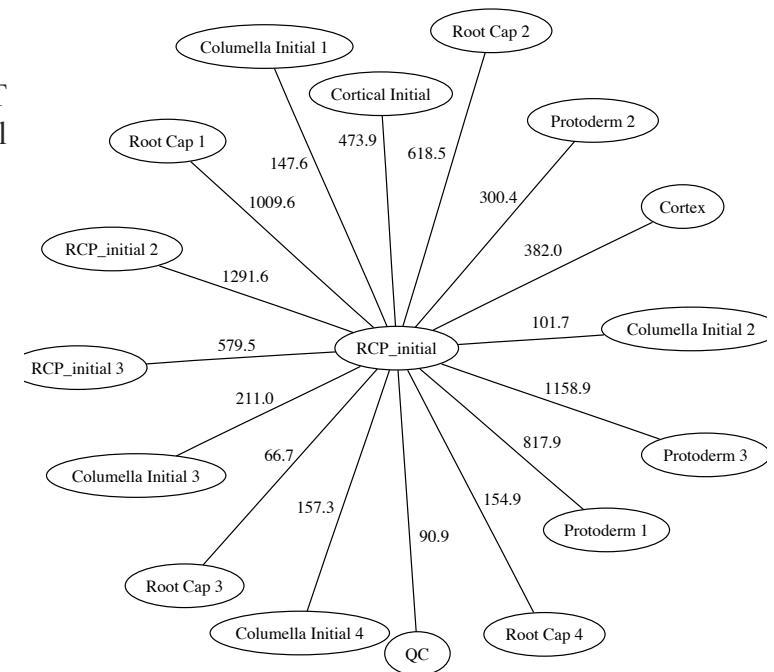 Root Cap 2
Columella Initial 1
Cortical Initial
Protoderm 2
Root Cap 1
473.9
618.5
147.6
300.4
1009.6
Cortex
RCP_initial 2
382.0
1291.6
101.7
Columella Initial 2
579.5
RCP_initial
RCP_initial 3
1158.9
211.0
817.9
Protoderm 3
66.7
Columella Initial 3
154.9
157.3
Protoderm 1
90.9
Root Cap 3
Columella Initial 4
Root Cap 4
QC